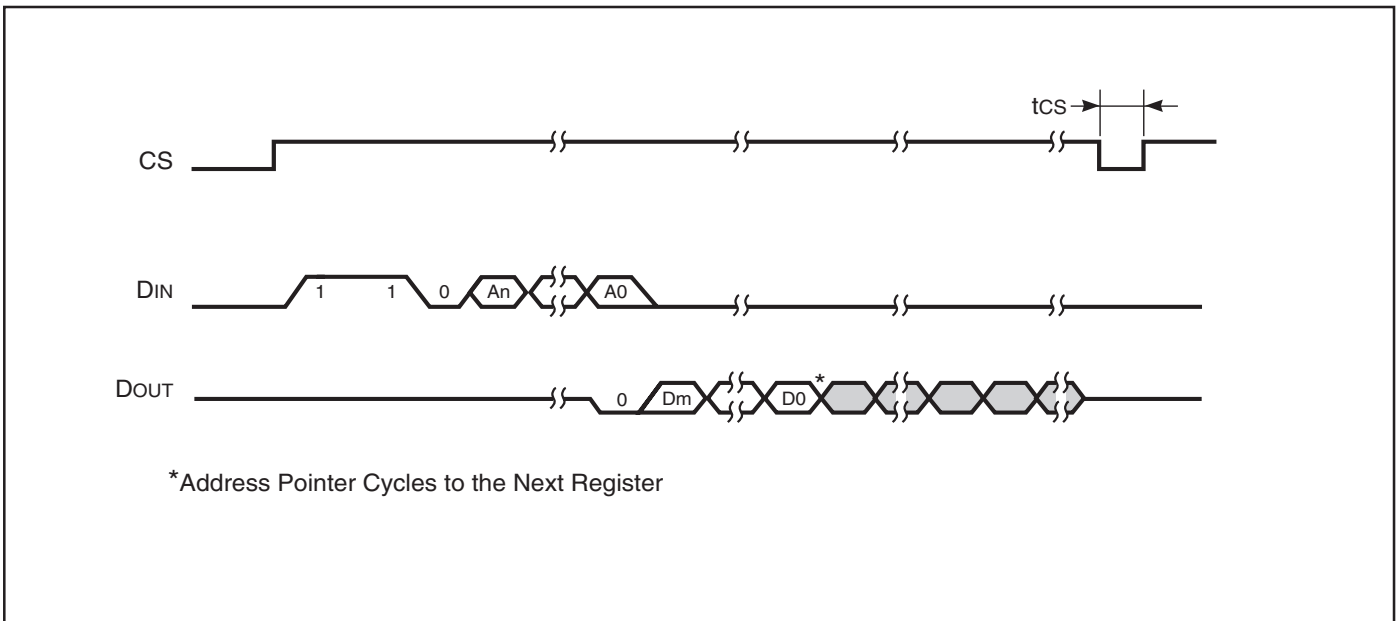 tCS
CS
DIN
1 1 0 An A0
DOUT
0 Dm D0 *
*Address Pointer Cycles to the Next Register